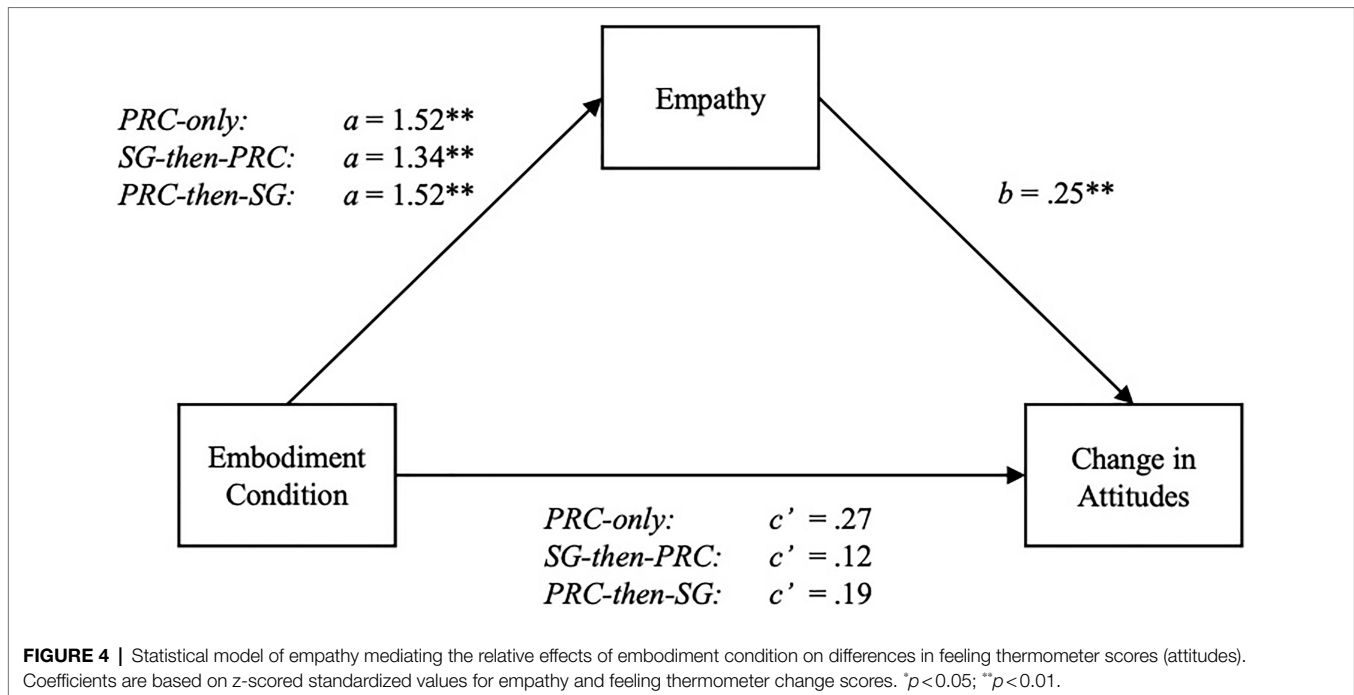 Empathy
PRC-only: a = 1.52**
SG-then-PRC: a = 1.34**
PRC-then-SG: a = 1.52**
b = .25**
Embodiment
Condition
Change in
Attitudes
PRC-only: c’ = .27
SG-then-PRC: c’ = .12
PRC-then-SG: c’ = .19
FIGURE 4 | Statistical model of empathy mediating the relative effects of embodiment condition on differences in feeling thermometer scores (attitudes).
Coefficients are based on z-scored standardized values for empathy and feeling thermometer change scores. *p<0.05; **p<0.01.